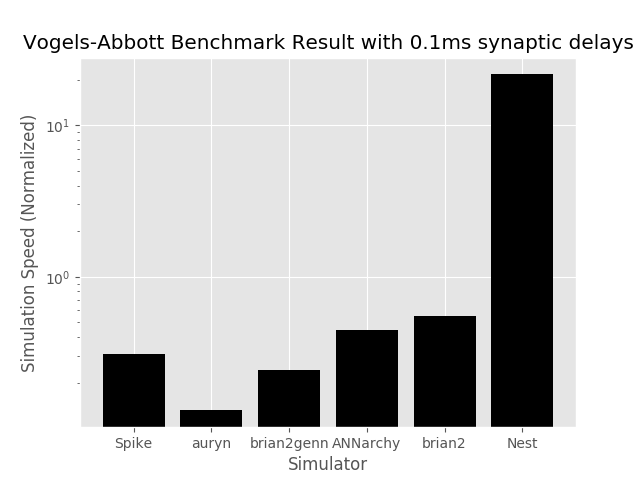 Vogels-Abbott Benchmark Result with 0.1ms synaptic delays
Simulation Speed (Normalized)
10¹
10⁰
Spike auryn brian2genn ANNarchy brian2 Nest
Simulator